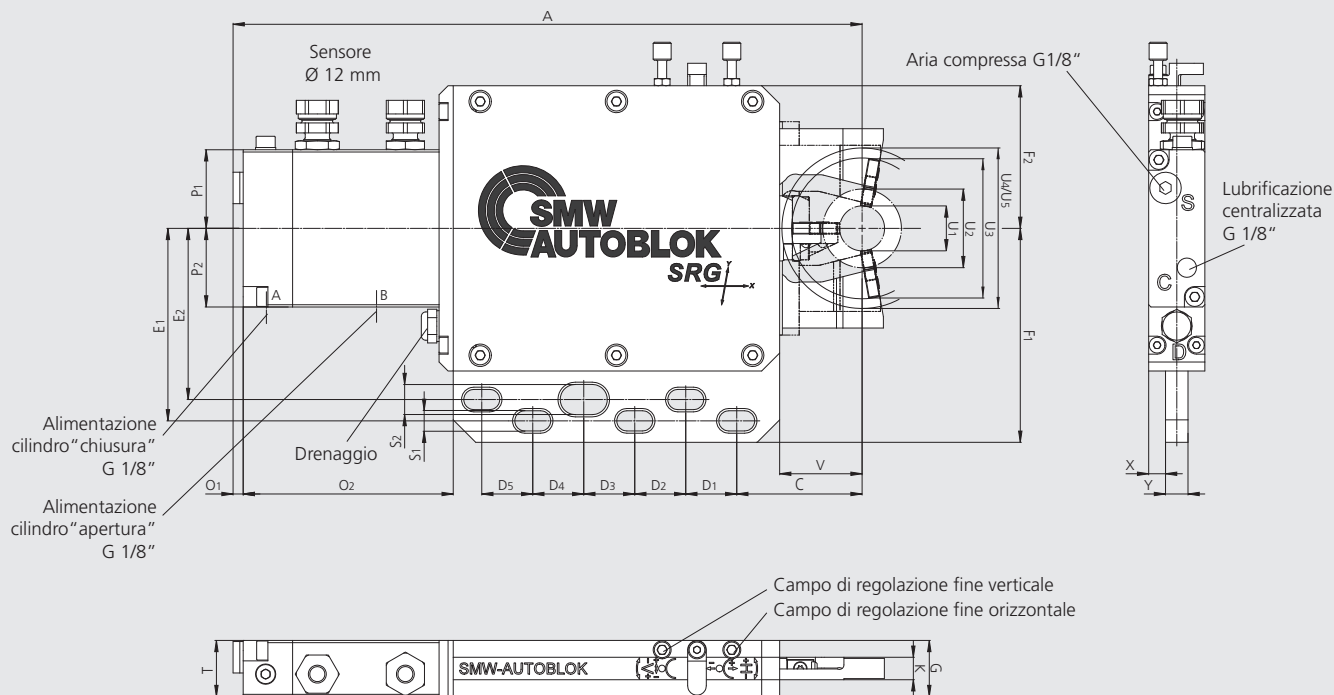 A
Sensore
Ø 12 mm
Aria compressa G1/8“
P1
P2
E1
E2
A
B
SMW
AUTOBLOK
SRG
Y
x
F2
F1
U1
U2
U3
U4/U5
S
C
D
Lubrificazione
centralizzata
G 1/8”
Alimentazione
cilindro“chiusura”
G 1/8”
Drenaggio
S2
S1
V
X
Y
O1
O2
D5
D4
D3
D2
D1
C
Alimentazione
cilindro“apertura”
G 1/8”
Campo di regolazione fine verticale
Campo di regolazione fine orizzontale
T
SMW-AUTOBLOK
V
H
K
G